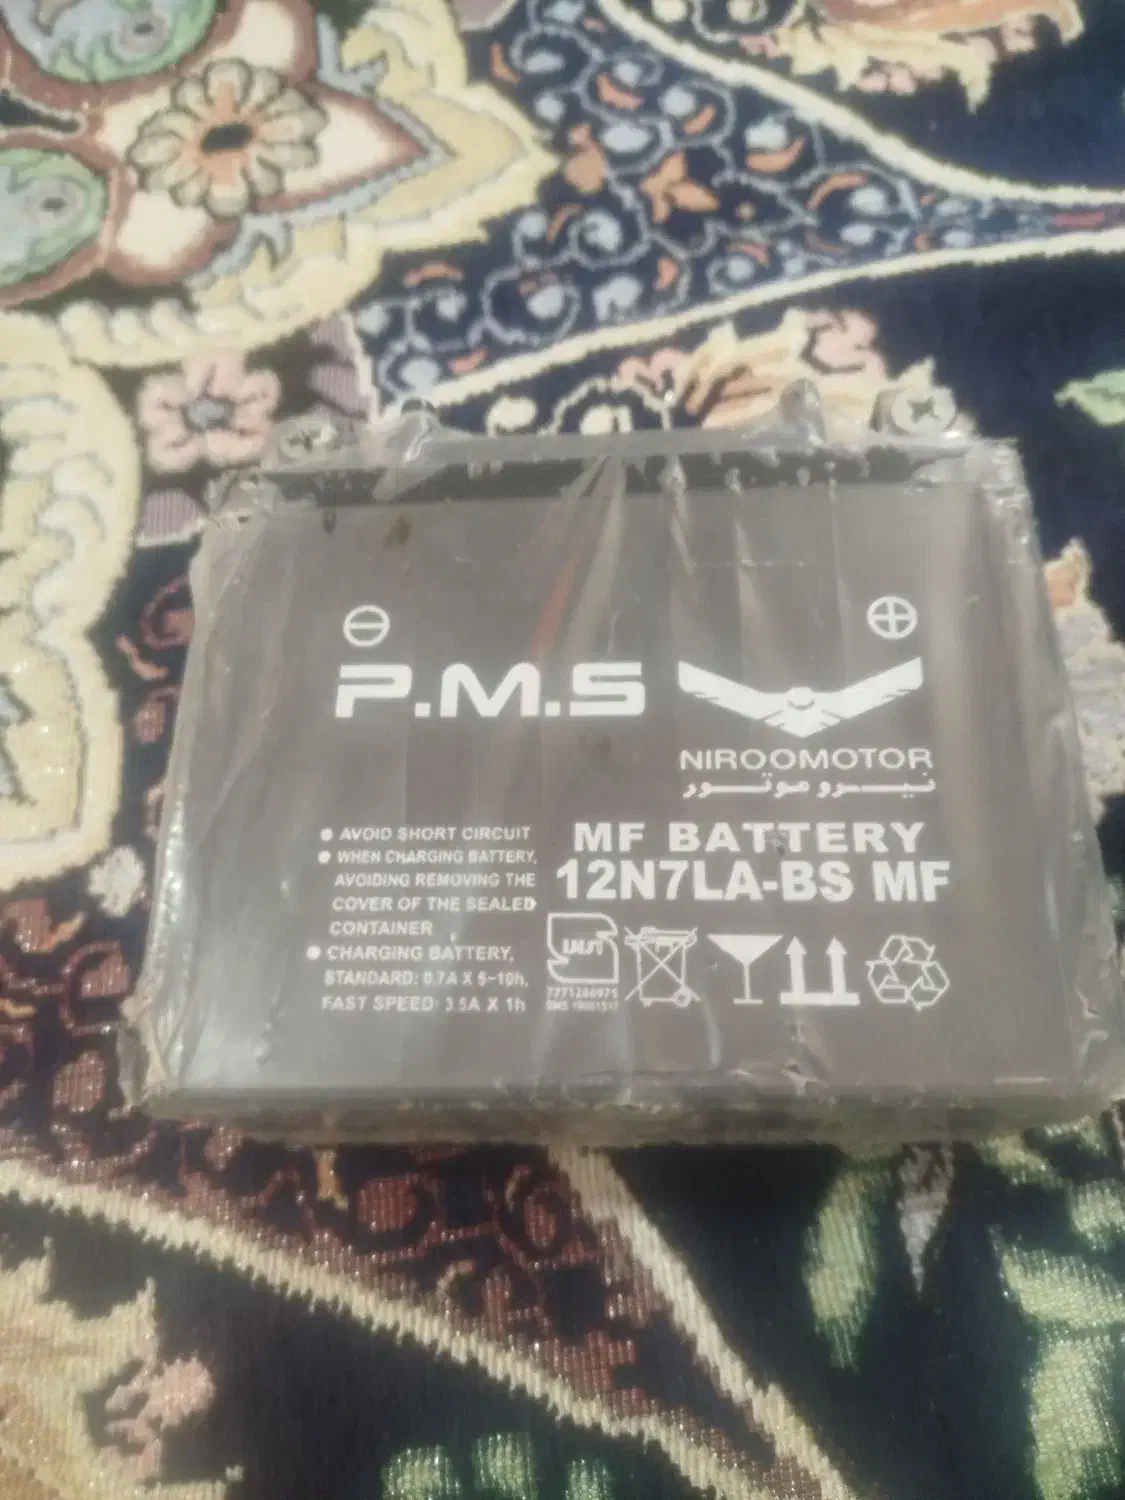 P.M.S
NIROOMOTOR
نیرو موتور
MF BATTERY
12N7LA-BS MF
● AVOID SHORT CIRCUIT
● WHEN CHARGING BATTERY,
AVOIDING REMOVING THE
COVER OF THE SEALED
CONTAINER
● CHARGING BATTERY,
STANDARD: 0.7A X 5~10h,
FAST SPEED: 3.5A X 1h
7771286975